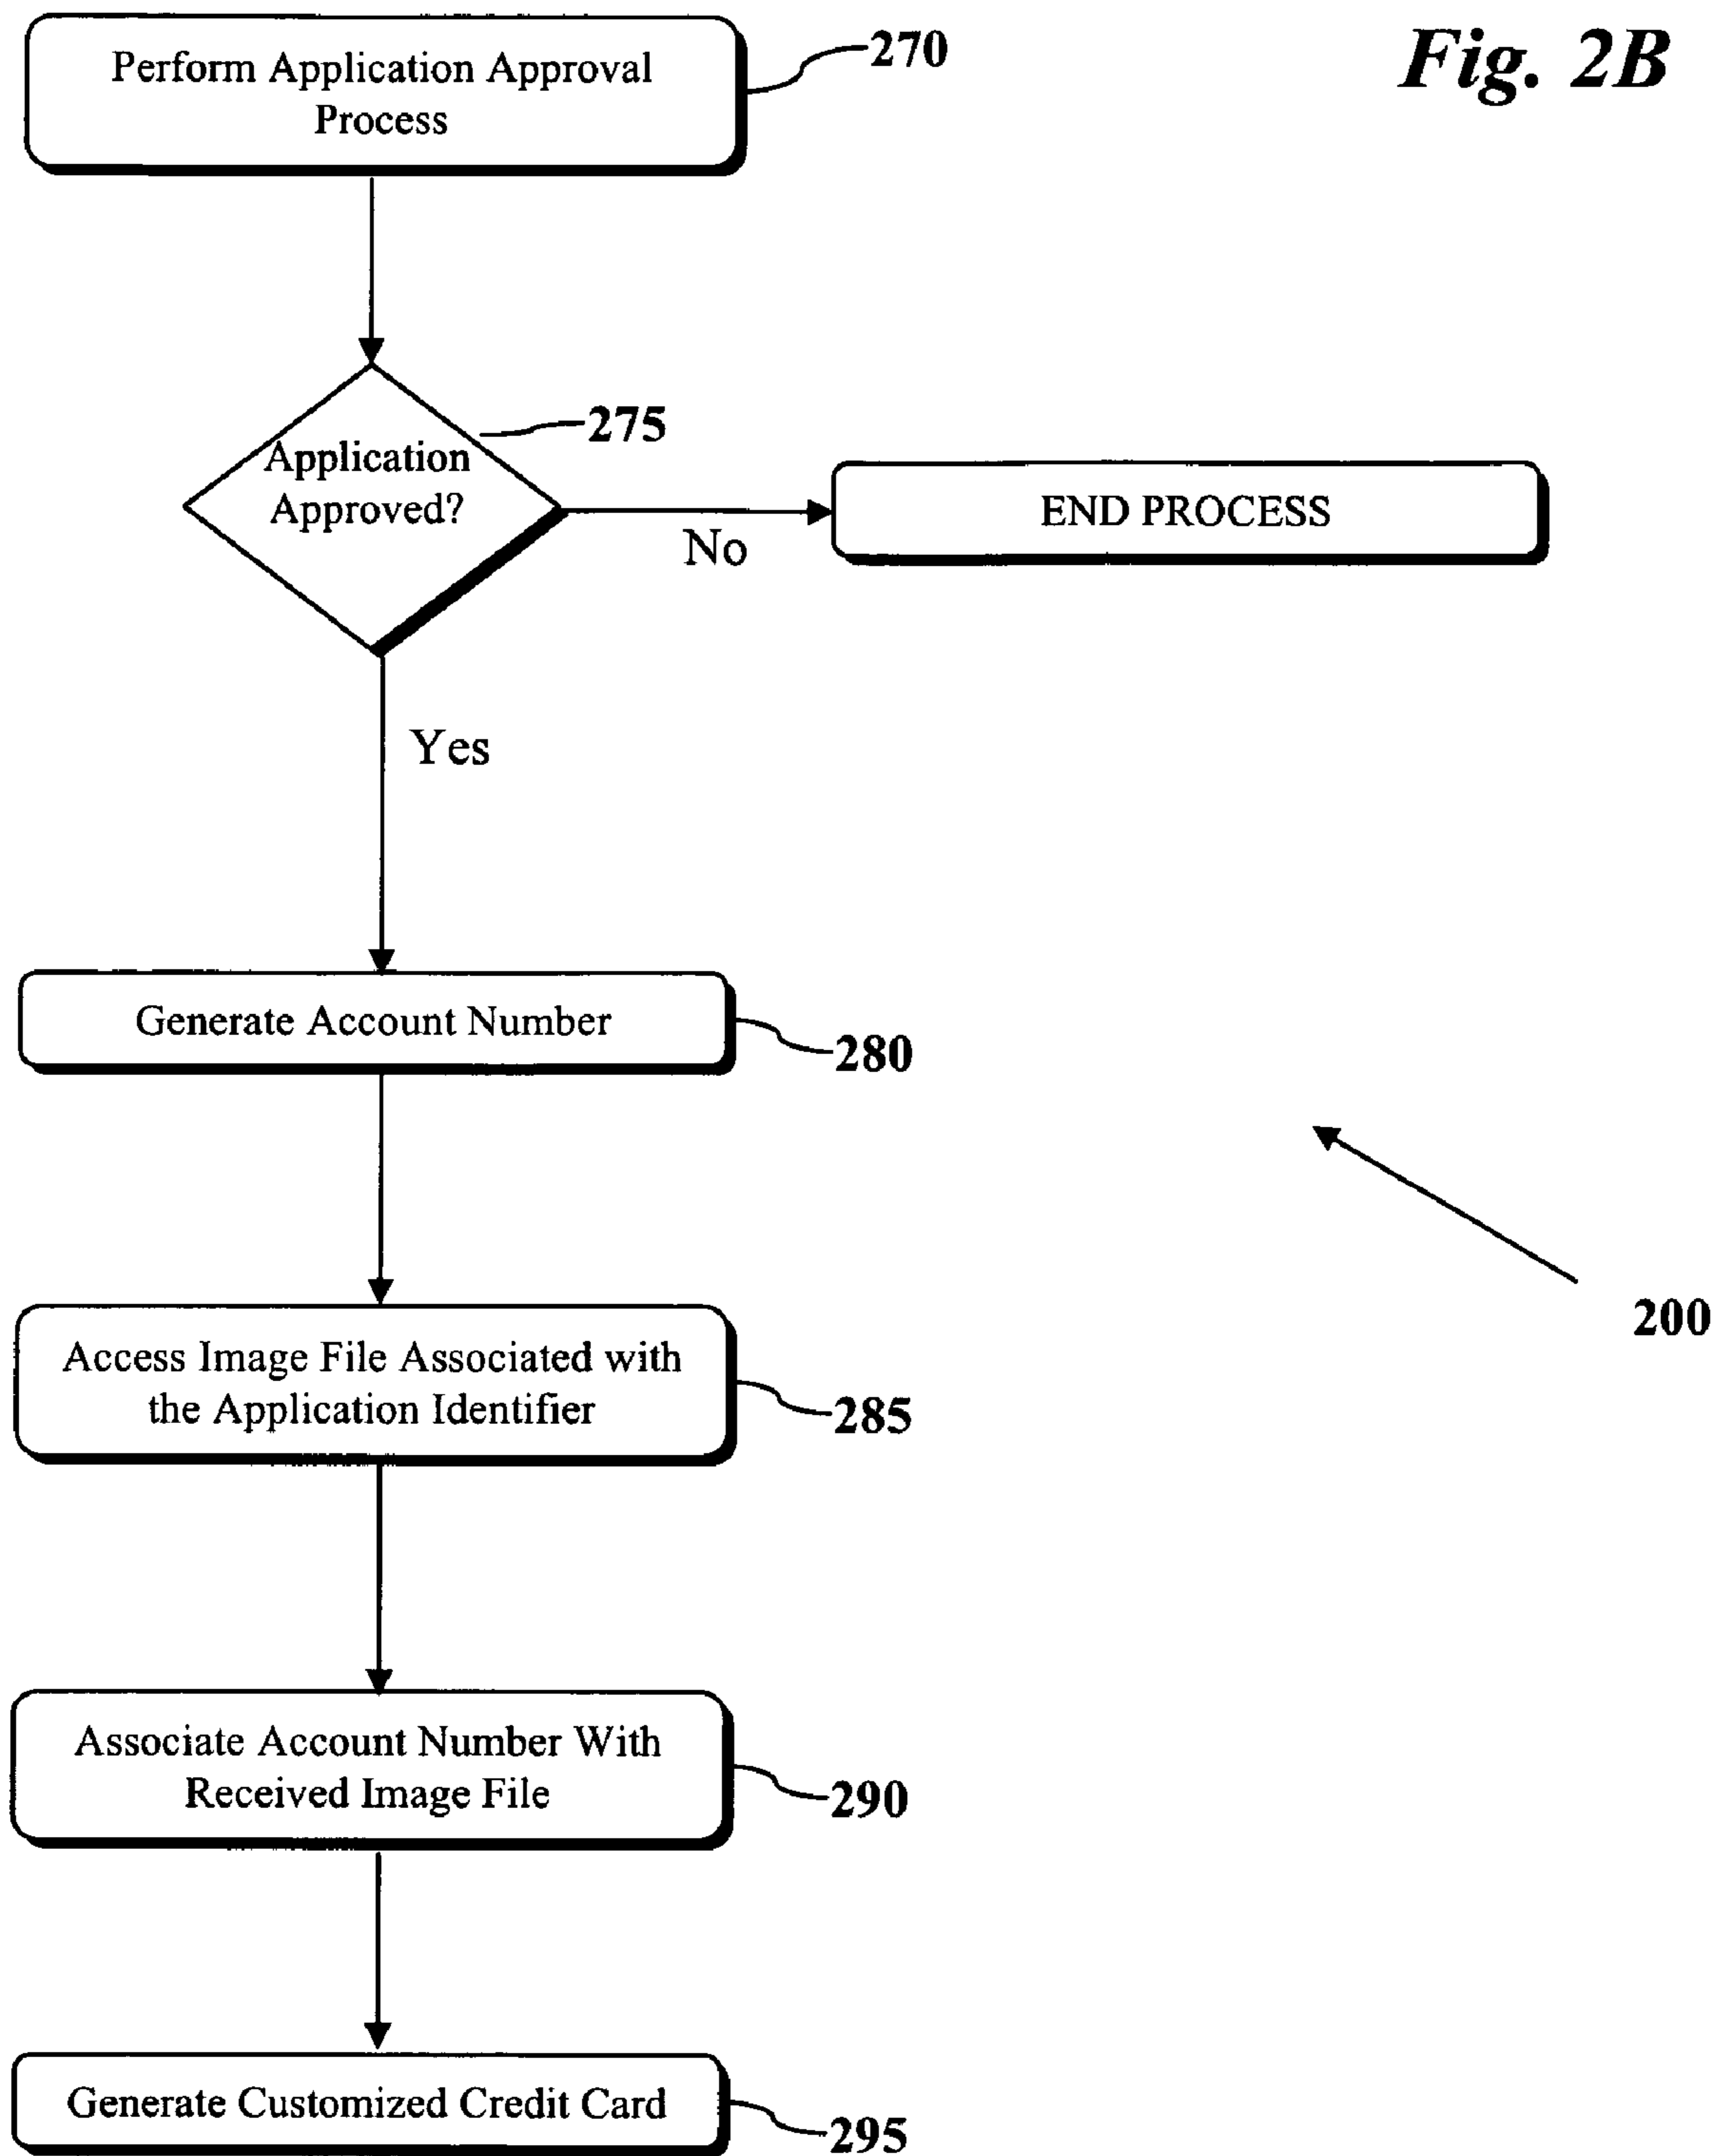 Fig. 2B
Perform Application Approval
Process
270
Application
Approved?
275
No
END PROCESS
Yes
Generate Account Number
280
200
Access Image File Associated with
the Application Identifier
285
Associate Account Number With
Received Image File
290
Generate Customized Credit Card
295